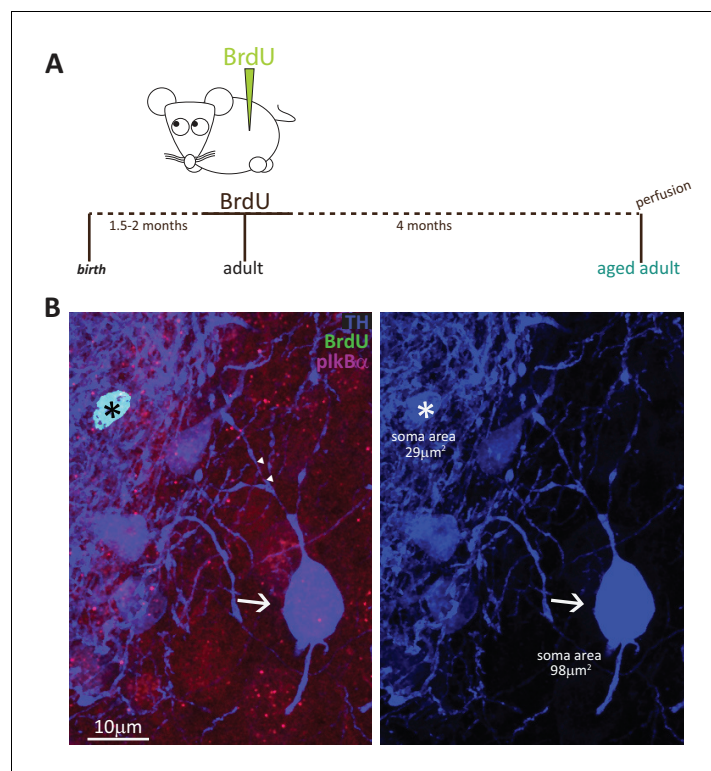 A
BrdU
BrdU
perfusion
1.5-2 months
4 months
birth
adult
aged adult
B
TH
BrdU
pIkBα
*
*
soma area
29μm²
soma area
98μm²
10μm